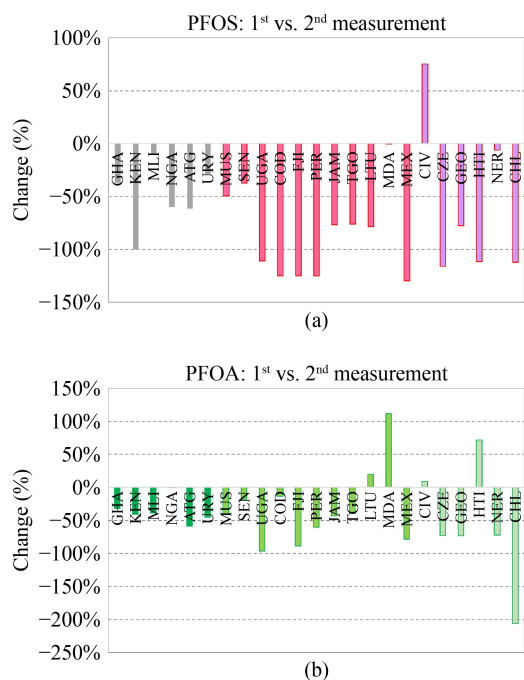 PFOS: 1st vs. 2nd measurement
100%
50%
0%
−50%
−100%
−150%
Change (%)
GHA KEN MLI NGA ATG URY MUS SEN UGA COD FJI PER JAM TGO LTU MDA MEX CIV CZE GEO HTI NER CHL
(a)
PFOA: 1st vs. 2nd measurement
150%
100%
50%
0%
−50%
−100%
−150%
−200%
−250%
Change (%)
GHA KEN MLI NGA ATG URY MUS SEN UGA COD FJI PER JAM TGO LTU MDA MEX CIV CZE GEO HTI NER CHL
(b)